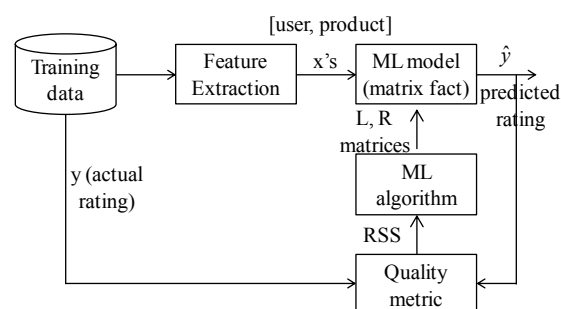 [user, product]
Training
data
Feature
Extraction
x's
ML model
(matrix fact)
ŷ
predicted
rating
L, R
matrices
y (actual
rating)
ML
algorithm
RSS
Quality
metric